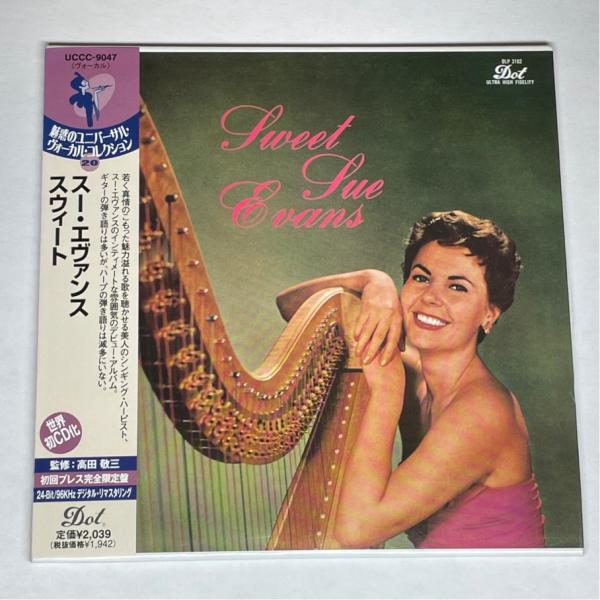 UCCC-9047
(ヴォーカル)
魅惑のユニバーサル・
ヴォーカル・コレクション
20
スー・エヴァンス
スウィート
若く真情のこもった魅力溢れる歌を聴かせる美人のシンギング・ハーピスト、
スー・エヴァンスのインティメートな雰囲気のデビュー・アルバム。
ギターの弾き語りは多いが、ハープの弾き語りは滅多にいない。
世界
初CD化
監修:高田 敬三
初回プレス完全限定盤
24-Bit/96KHz デジタル・リマスタリング
Dot
定価¥2,039
(税抜価格¥1,942)
Sweet
Sue
Evans
DLP 3102
Dot
ULTRA HIGH FIDELITY